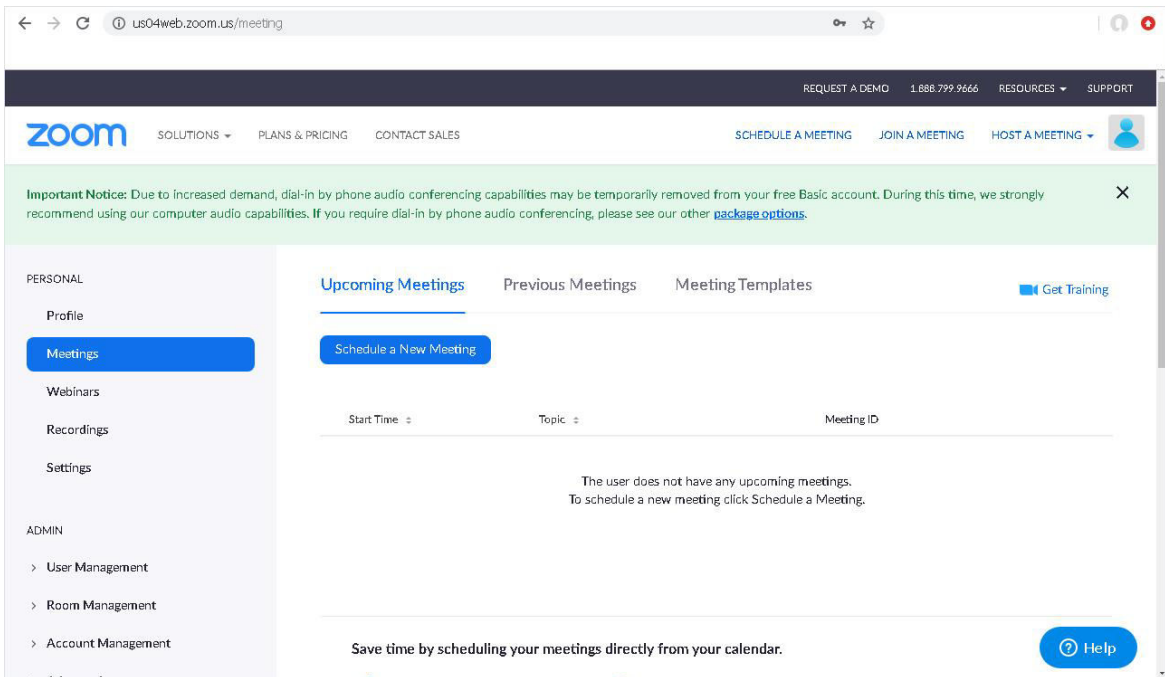 us04web.zoom.us/meeting
REQUEST A DEMO 1.888.799.9666 RESOURCES SUPPORT
zoom SOLUTIONS PLANS & PRICING CONTACT SALES SCHEDULE A MEETING JOIN A MEETING HOST A MEETING
Important Notice: Due to increased demand, dial-in by phone audio conferencing capabilities may be temporarily removed from your free Basic account. During this time, we strongly
recommend using our computer audio capabilities. If you require dial-in by phone audio conferencing, please see our other package options.
PERSONAL
Profile
Meetings
Webinars
Recordings
Settings
ADMIN
User Management
Room Management
Account Management
Upcoming Meetings Previous Meetings Meeting Templates
Get Training
Schedule a New Meeting
Start Time Topic Meeting ID
The user does not have any upcoming meetings.
To schedule a new meeting click Schedule a Meeting.
Save time by scheduling your meetings directly from your calendar.
Help